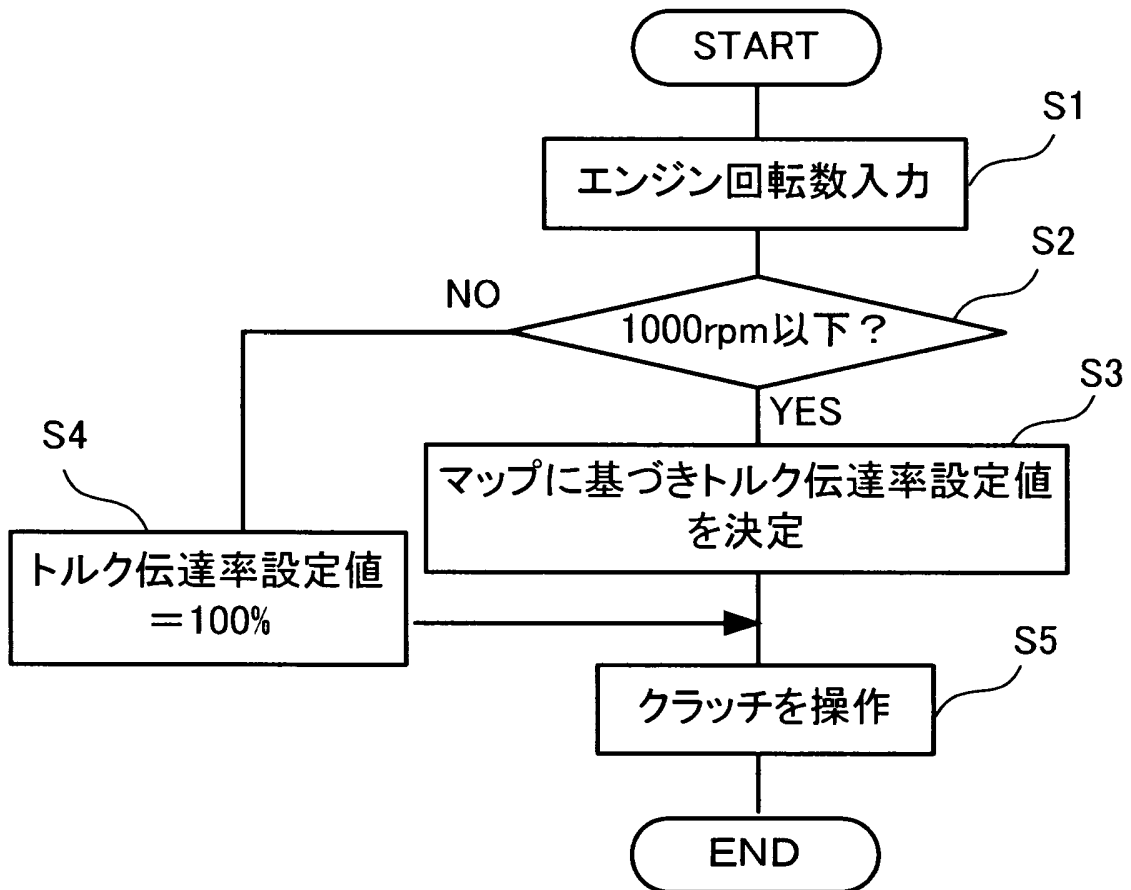 START
S1
エンジン回転数入力
S2
NO
1000rpm以下？
YES
S3
マップに基づきトルク伝達率設定値
を決定
S4
トルク伝達率設定値
＝100%
S5
クラッチを操作
END